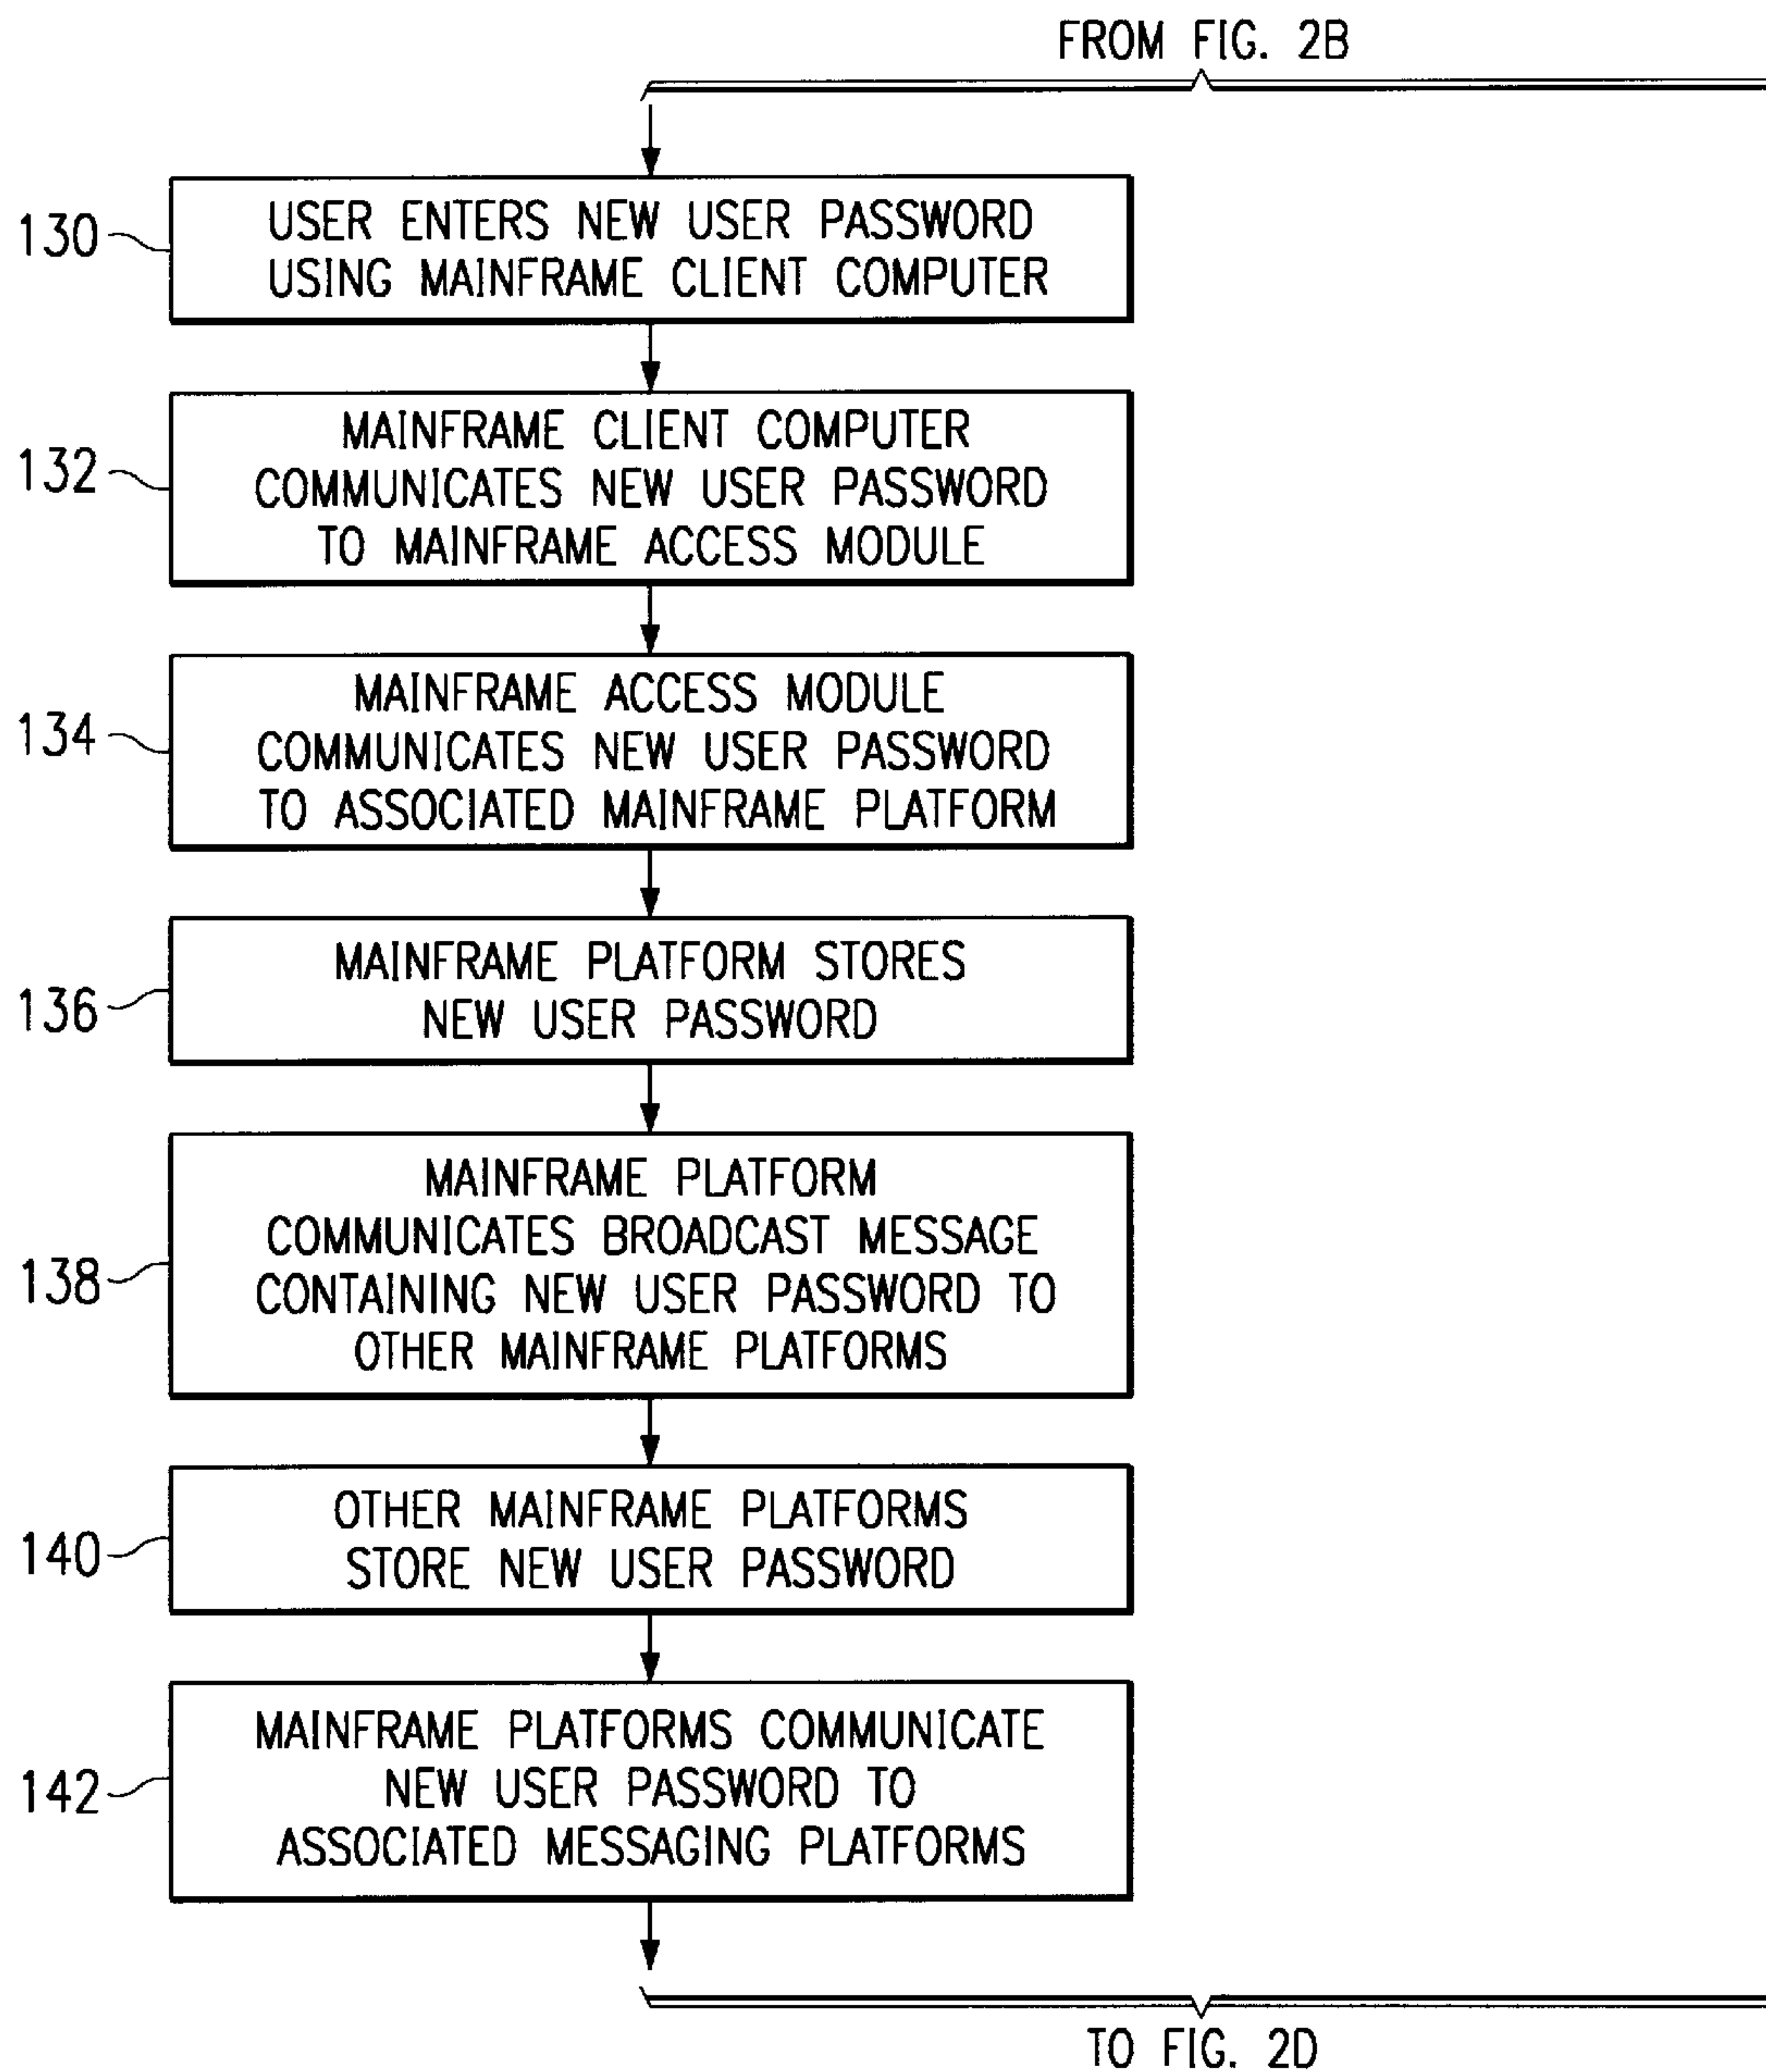 FROM FIG. 2B
130
USER ENTERS NEW USER PASSWORD
USING MAINFRAME CLIENT COMPUTER
132
MAINFRAME CLIENT COMPUTER
COMMUNICATES NEW USER PASSWORD
TO MAINFRAME ACCESS MODULE
134
MAINFRAME ACCESS MODULE
COMMUNICATES NEW USER PASSWORD
TO ASSOCIATED MAINFRAME PLATFORM
136
MAINFRAME PLATFORM STORES
NEW USER PASSWORD
138
MAINFRAME PLATFORM
COMMUNICATES BROADCAST MESSAGE
CONTAINING NEW USER PASSWORD TO
OTHER MAINFRAME PLATFORMS
140
OTHER MAINFRAME PLATFORMS
STORE NEW USER PASSWORD
142
MAINFRAME PLATFORMS COMMUNICATE
NEW USER PASSWORD TO
ASSOCIATED MESSAGING PLATFORMS
TO FIG. 2D